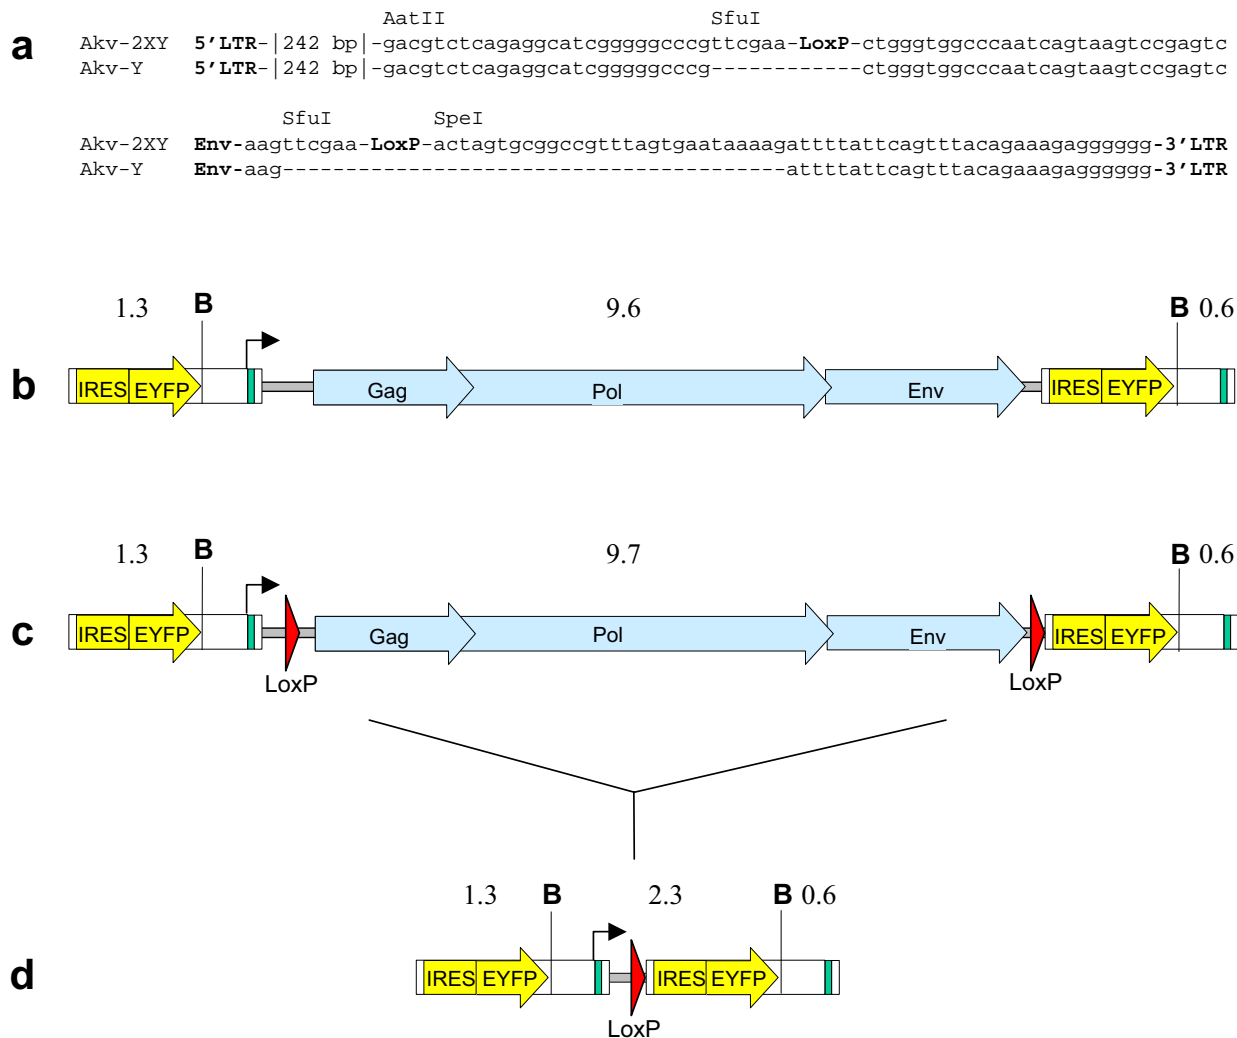 AatII SfuI
a
Akv-2XY 5'LTR-|242 bp|-gacgtctcagaggcatcgggggcccgttcgaa-LoxP-ctgggtggcccaatcagtaagtccgagtc
Akv-Y 5'LTR-|242 bp|-gacgtctcagaggcatcgggggcccg------------ctgggtggcccaatcagtaagtccgagtc
SfuI SpeI
Akv-2XY Env-aagttcgaa-LoxP-actagtgcggccgtttagtgaataaaagattttattcagtttacagaaagaggggggg-3'LTR
Akv-Y Env-aag----------------------------------------attttattcagtttacagaaagaggggggg-3'LTR
1.3 B 9.6 B 0.6
b
IRES EYFP Gag Pol Env IRES EYFP
1.3 B 9.7 B 0.6
c
IRES EYFP Gag Pol Env IRES EYFP
LoxP LoxP
1.3 B 2.3 B 0.6
d
IRES EYFP IRES EYFP
LoxP